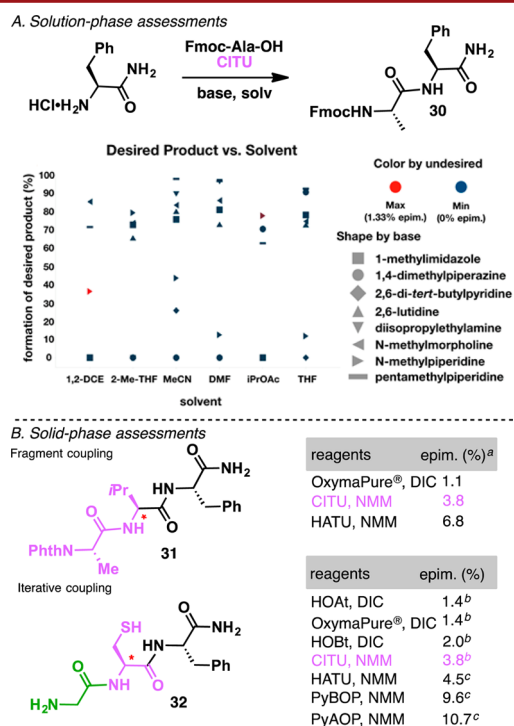 A. Solution-phase assessments
Ph
NH2
HCl•H2N
O
Fmoc-Ala-OH
CITU
base, solv
Ph
O
NH2
NH
O
FmocHN
30
Desired Product vs. Solvent
formation of desired product (%)
100
90
80
70
60
50
40
30
20
10
0
1,2-DCE 2-Me-THF MeCN DMF iPrOAc THF
solvent
Color by undesired
Max Min
(1.33% epim.) (0% epim.)
Shape by base
1-methylimidazole
1,4-dimethylpiperazine
2,6-di-tert-butylpyridine
2,6-lutidine
diisopropylethylamine
N-methylmorpholine
N-methylpiperidine
pentamethylpiperidine
B. Solid-phase assessments
Fragment coupling
O
NH2
iPr
HN
Ph
O
NH
*
O
PhthN
Me
31
reagents epim. (%)a
OxymaPure®, DIC 1.1
CITU, NMM 3.8
HATU, NMM 6.8
Iterative coupling
SH
O
NH2
HN
*
Ph
O
NH
O
H2N
32
reagents epim. (%)
HOAt, DIC 1.4b
OxymaPure®, DIC 1.4b
HOBt, DIC 2.0b
CITU, NMM 3.8b
HATU, NMM 4.5c
PyBOP, NMM 9.6c
PyAOP, NMM 10.7c